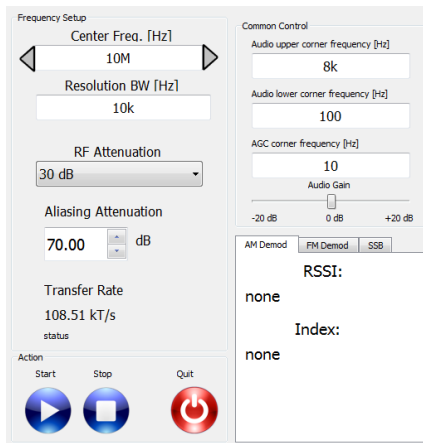 Frequency Setup
Center Freq. [Hz]
10M
Resolution BW [Hz]
10k
RF Attenuation
30 dB
Aliasing Attenuation
70.00 dB
Transfer Rate
108.51 kT/s
status
Action
Start Stop Quit
Common Control
Audio upper corner frequency [Hz]
8k
Audio lower corner frequency [Hz]
100
AGC corner frequency [Hz]
10
Audio Gain
-20 dB 0 dB +20 dB
AM Demod FM Demod SSB
RSSI:
none
Index:
none